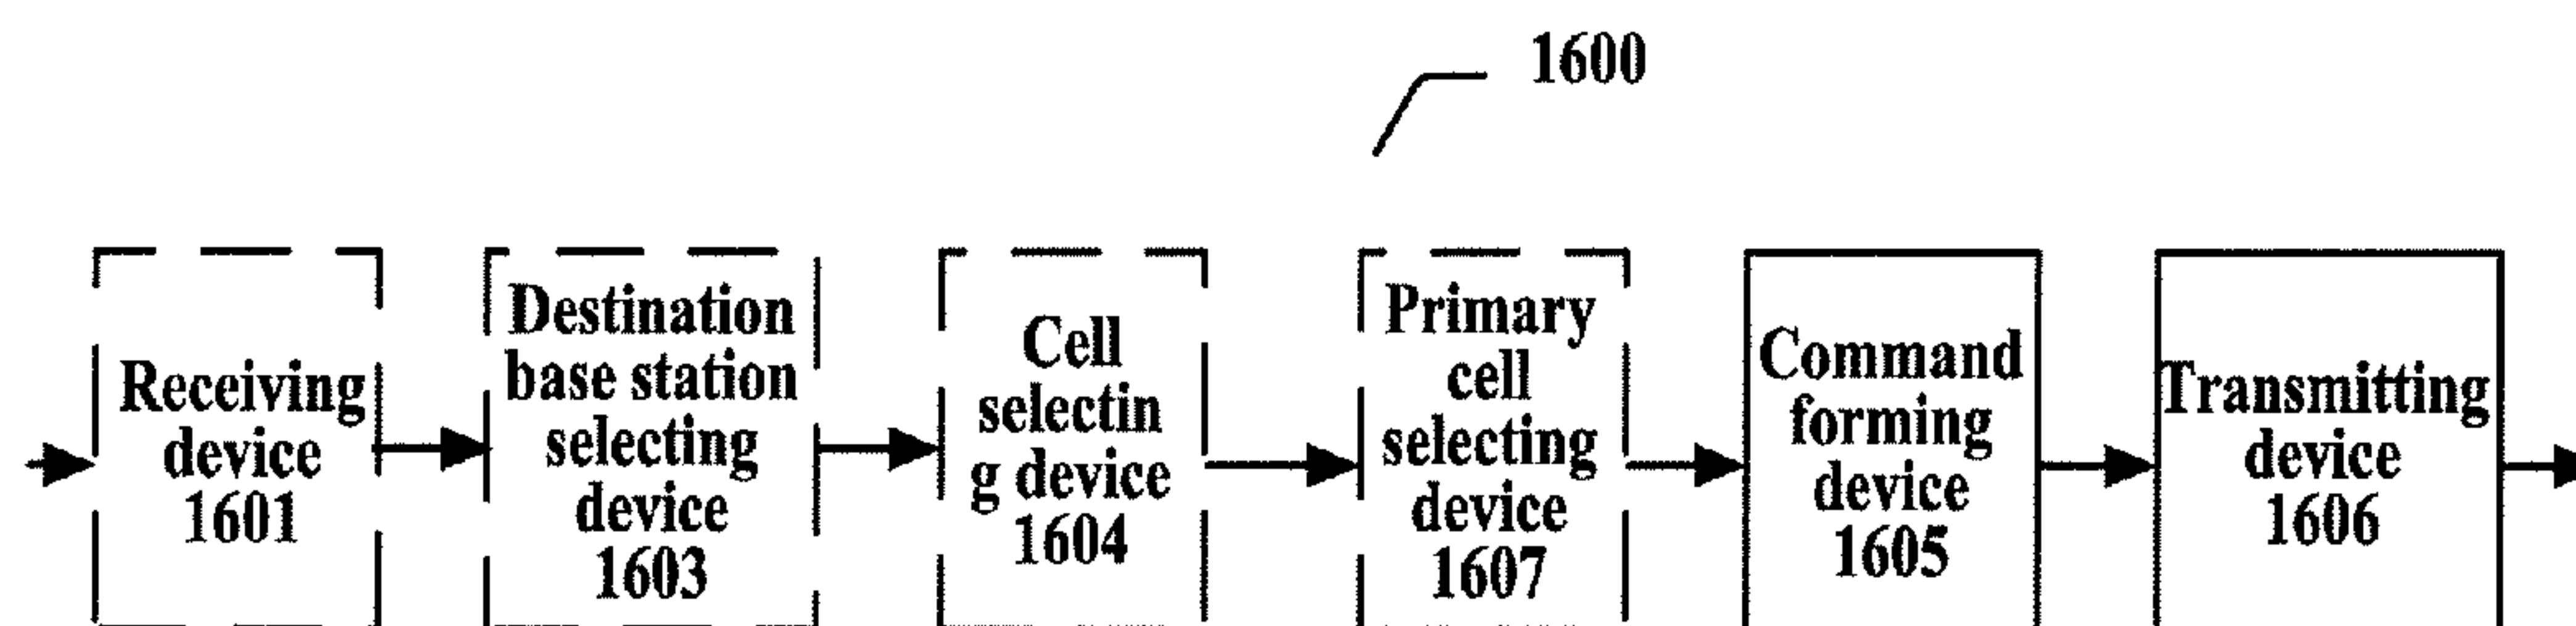 1600
Receiving
device
1601
Destination
base station
selecting
device
1603
Cell
selectin
g device
1604
Primary
cell
selecting
device
1607
Command
forming
device
1605
Transmitting
device
1606